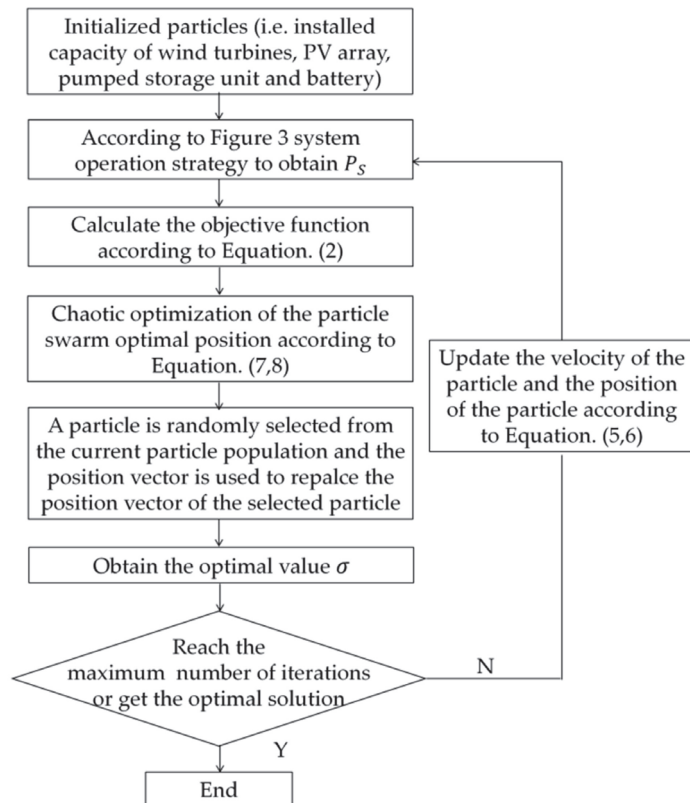 Initialized particles (i.e. installed
capacity of wind turbines, PV array,
pumped storage unit and battery)
According to Figure 3 system
operation strategy to obtain P_S
Calculate the objective function
according to Equation. (2)
Chaotic optimization of the particle
swarm optimal position according to
Equation. (7,8)
A particle is randomly selected from
the current particle population and the
position vector is used to repalce the
position vector of the selected particle
Obtain the optimal value σ
Reach the
maximum number of iterations
or get the optimal solution
N
Update the velocity of the
particle and the position
of the particle according
to Equation. (5,6)
Y
End